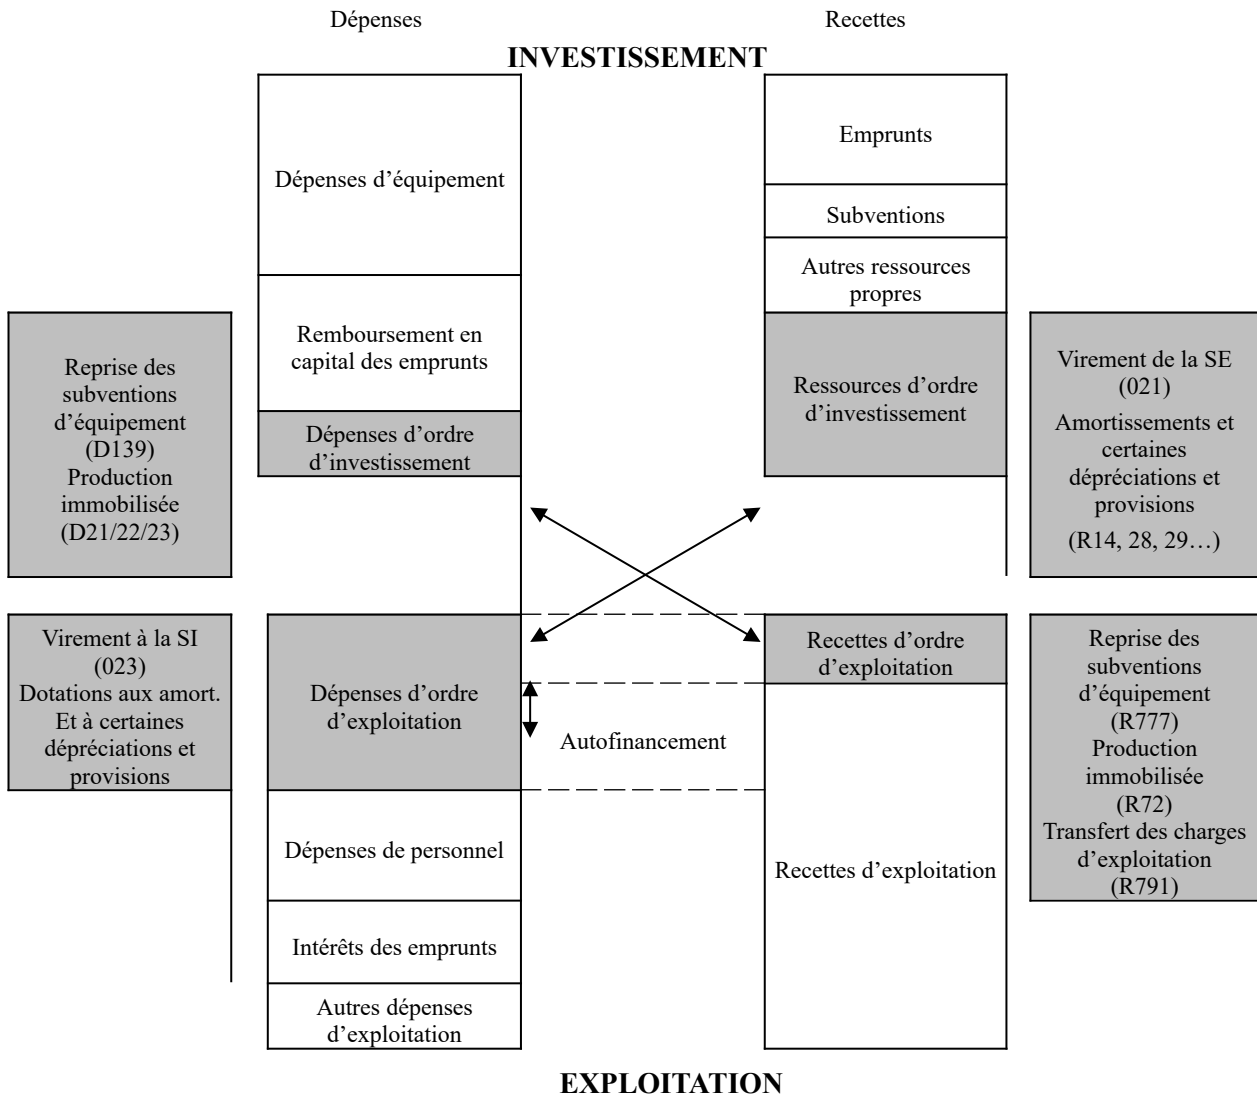 Dépenses
Recettes
INVESTISSEMENT
Dépenses d’équipement
Remboursement en
capital des emprunts
Dépenses d’ordre
d’investissement
Emprunts
Subventions
Autres ressources
propres
Ressources d’ordre
d’investissement
Reprise des
subventions
d’équipement
(D139)
Production
immobilisée
(D21/22/23)
Virement de la SE
(021)
Amortissements et
certaines
dépréciations et
provisions
(R14, 28, 29…)
Virement à la SI
(023)
Dotations aux amort.
Et à certaines
dépréciations et
provisions
Dépenses d’ordre
d’exploitation
Dépenses de personnel
Intérêts des emprunts
Autres dépenses
d’exploitation
Autofinancement
Recettes d’ordre
d’exploitation
Recettes d’exploitation
Reprise des
subventions
d’équipement
(R777)
Production
immobilisée
(R72)
Transfert des charges
d’exploitation
(R791)
EXPLOITATION